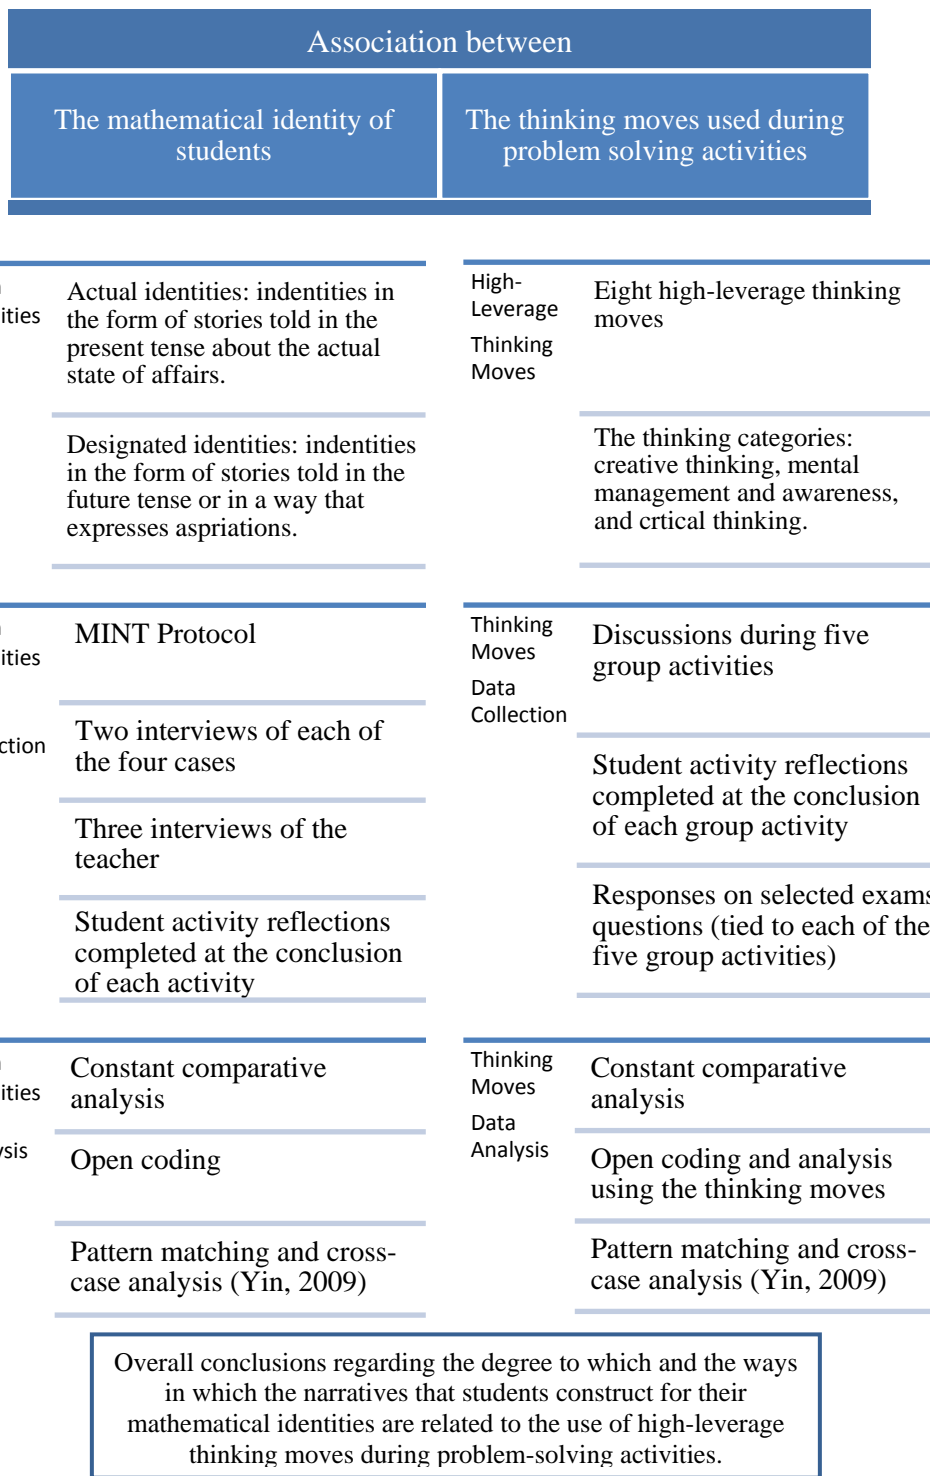 Association between
The mathematical identity of
students
The thinking moves used during
problem solving activities
ities
Actual identities: indentities in
the form of stories told in the
present tense about the actual
state of affairs.
Designated identities: indentities
in the form of stories told in the
future tense or in a way that
expresses aspriations.
High-
Leverage
Thinking
Moves
Eight high-leverage thinking
moves
The thinking categories:
creative thinking, mental
management and awareness,
and crtical thinking.
ities
ction
MINT Protocol
Two interviews of each of
the four cases
Three interviews of the
teacher
Student activity reflections
completed at the conclusion
of each activity
Thinking
Moves
Data
Collection
Discussions during five
group activities
Student activity reflections
completed at the conclusion
of each group activity
Responses on selected exams
questions (tied to each of the
five group activities)
ities
ysis
Constant comparative
analysis
Open coding
Pattern matching and cross-
case analysis (Yin, 2009)
Thinking
Moves
Data
Analysis
Constant comparative
analysis
Open coding and analysis
using the thinking moves
Pattern matching and cross-
case analysis (Yin, 2009)
Overall conclusions regarding the degree to which and the ways
in which the narratives that students construct for their
mathematical identities are related to the use of high-leverage
thinking moves during problem-solving activities.